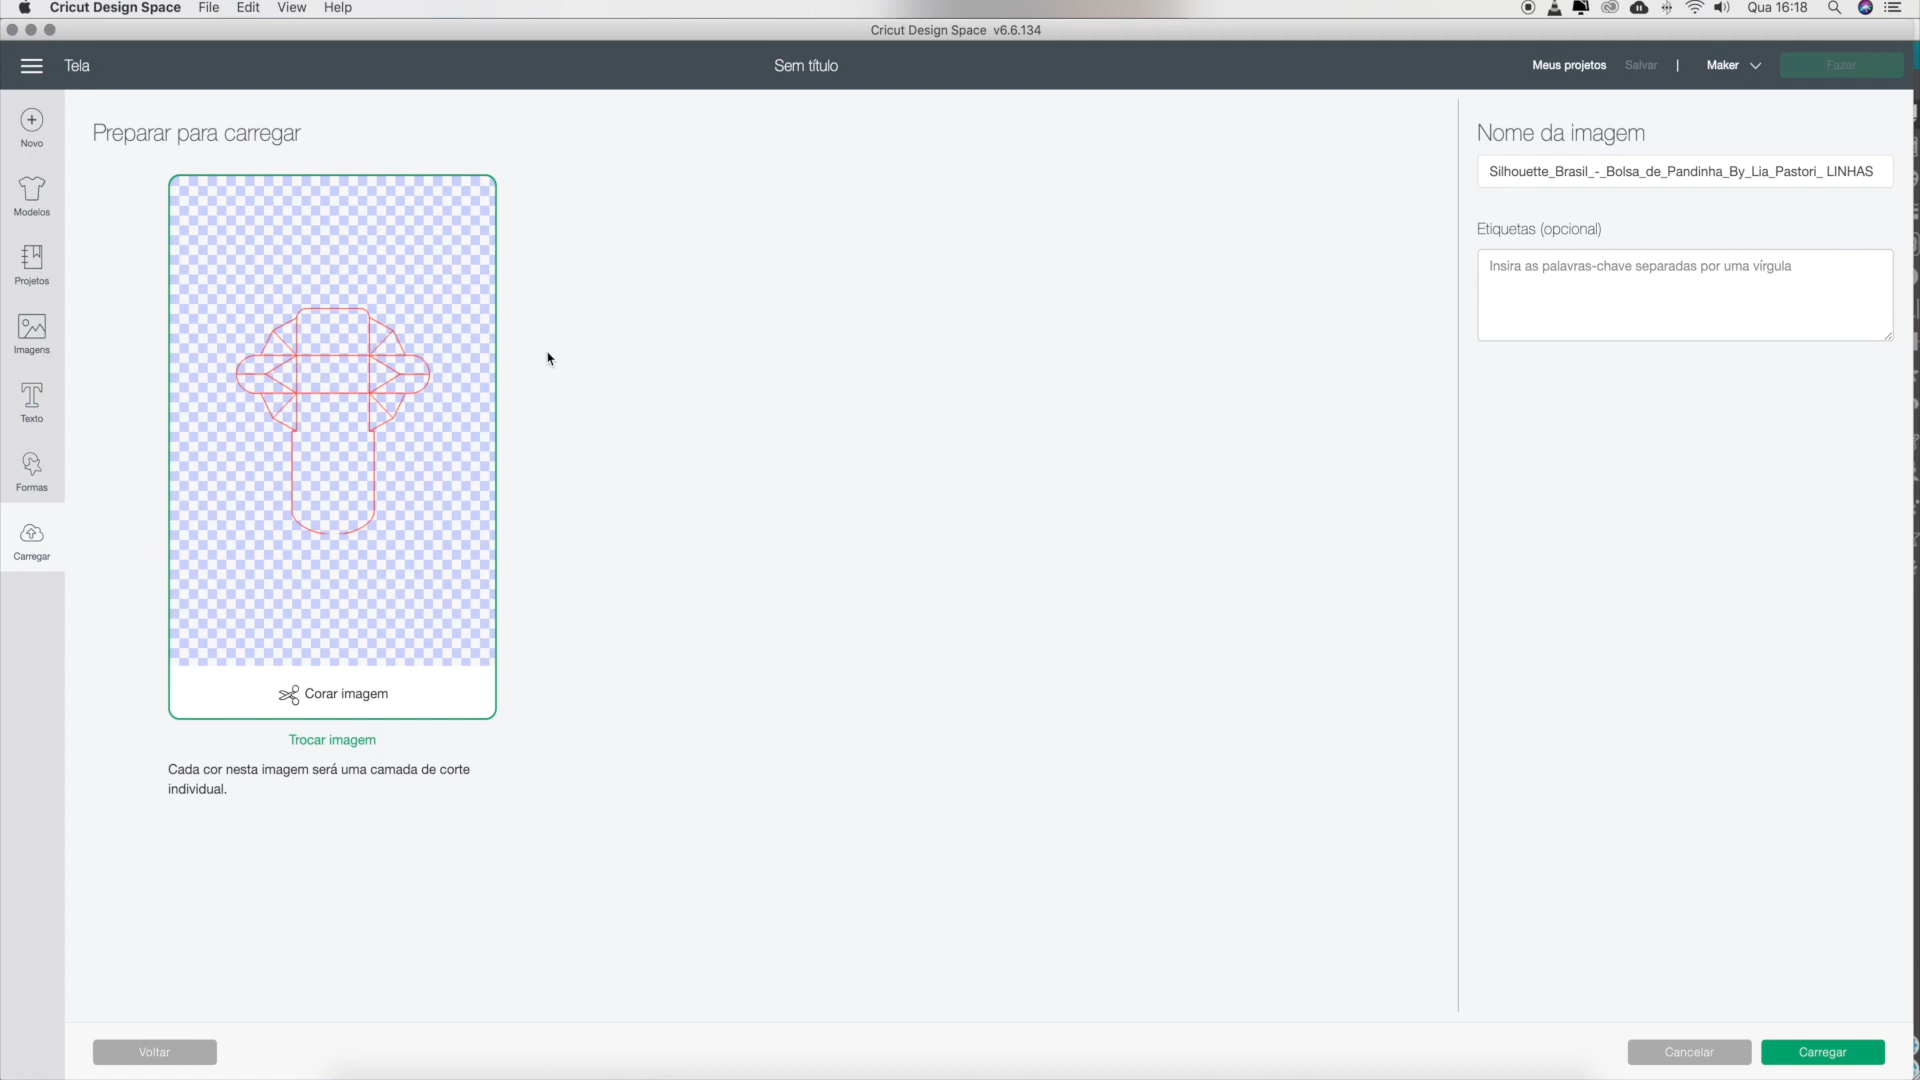 Cricut Design Space File Edit View Help Qua 16:18
Cricut Design Space v6.6.134
Tela Sem título Meus projetos Salvar | Maker Fazer
Novo
Modelos
Projetos
Imagens
Texto
Formas
Carregar
Preparar para carregar
Corar imagem
Trocar imagem
Cada cor nesta imagem será uma camada de corte
individual.
Nome da imagem
Silhouette_Brasil_-_Bolsa_de_Pandinha_By_Lia_Pastori_ LINHAS
Etiquetas (opcional)
Insira as palavras-chave separadas por uma vírgula
Voltar Cancelar Carregar